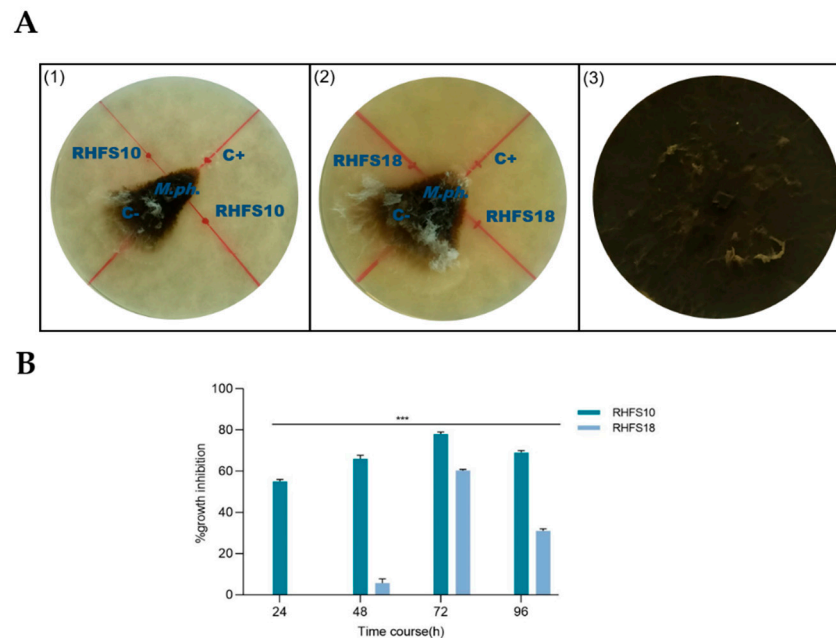 A
(1)
RHFS10
C+
M.ph.
C-
RHFS10
(2)
RHFS18
C+
M.ph.
C-
RHFS18
(3)
B
100
80
60
40
20
0
%growth inhibition
***
RHFS10
RHFS18
24 48 72 96
Time course(h)